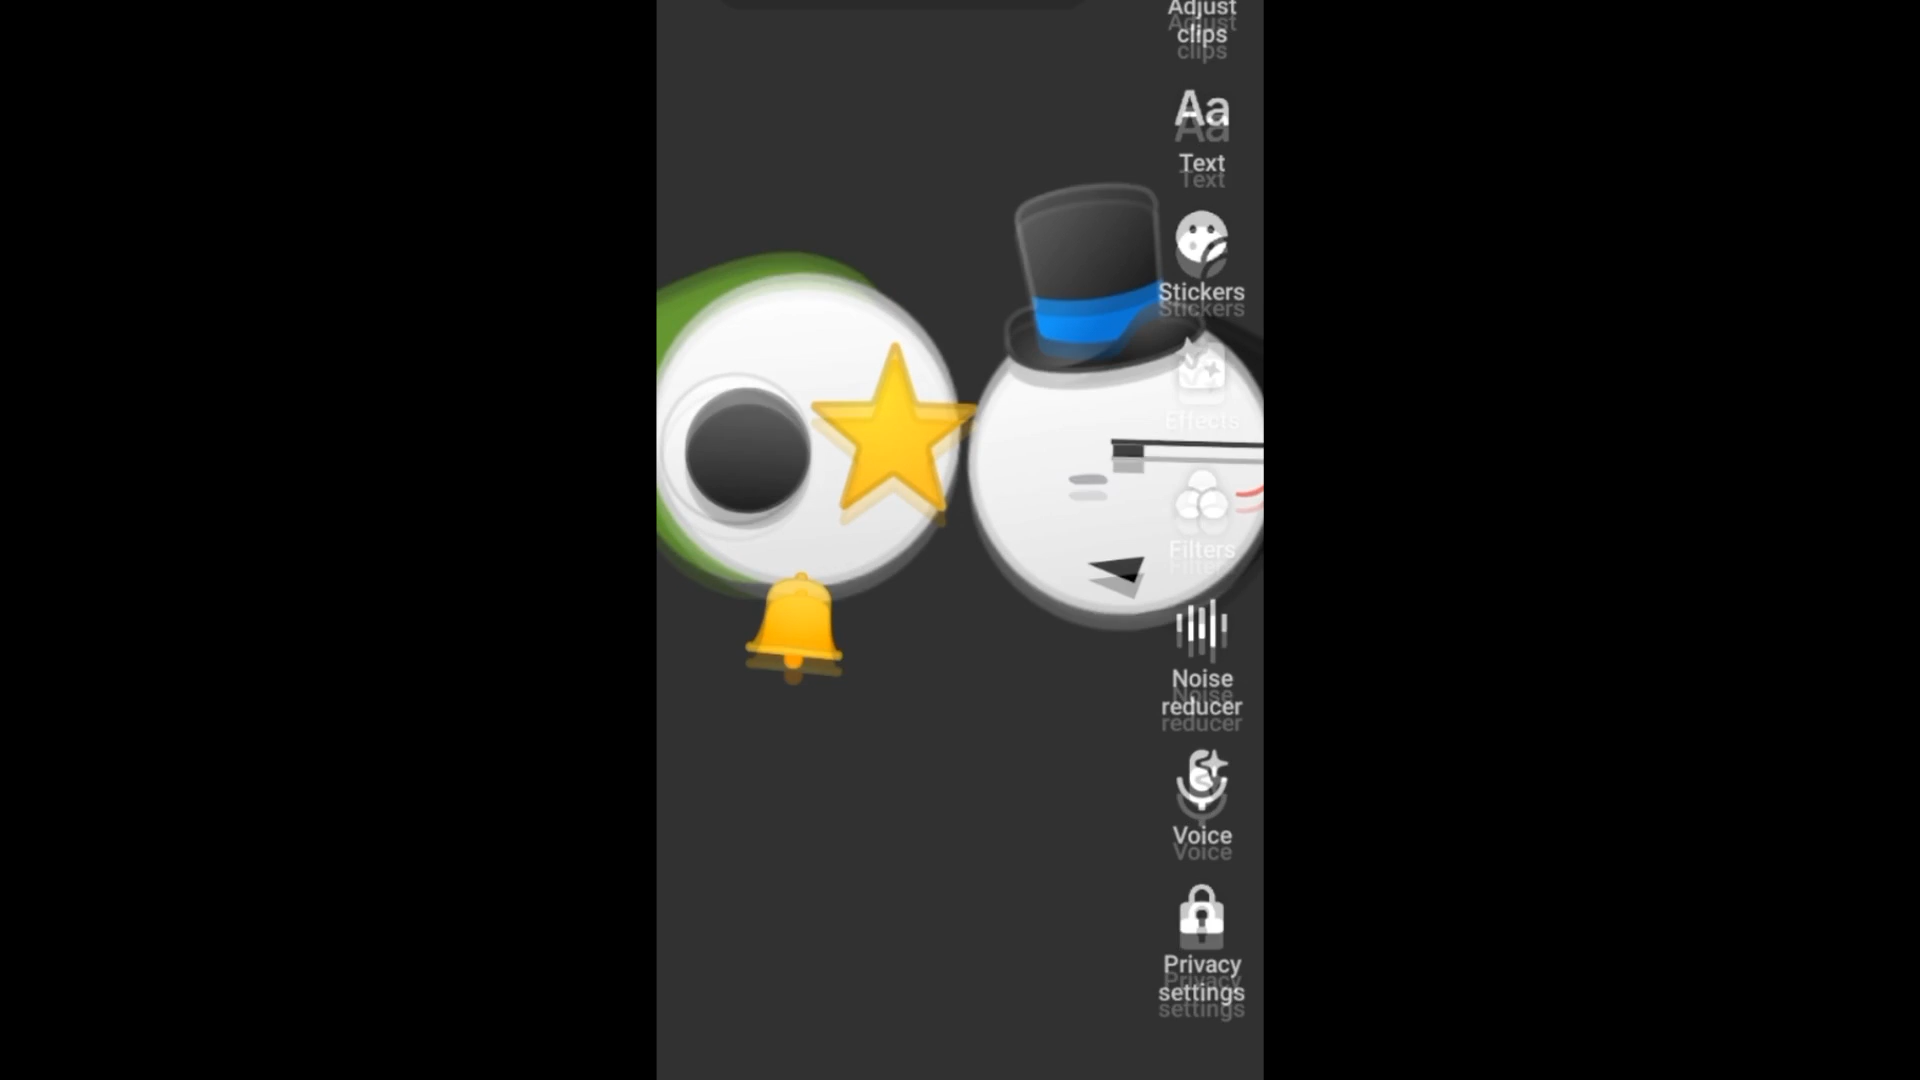 Adjust
clips
Aa
Text
Stickers
Effects
Filters
Noise
reducer
Voice
Privacy
settings